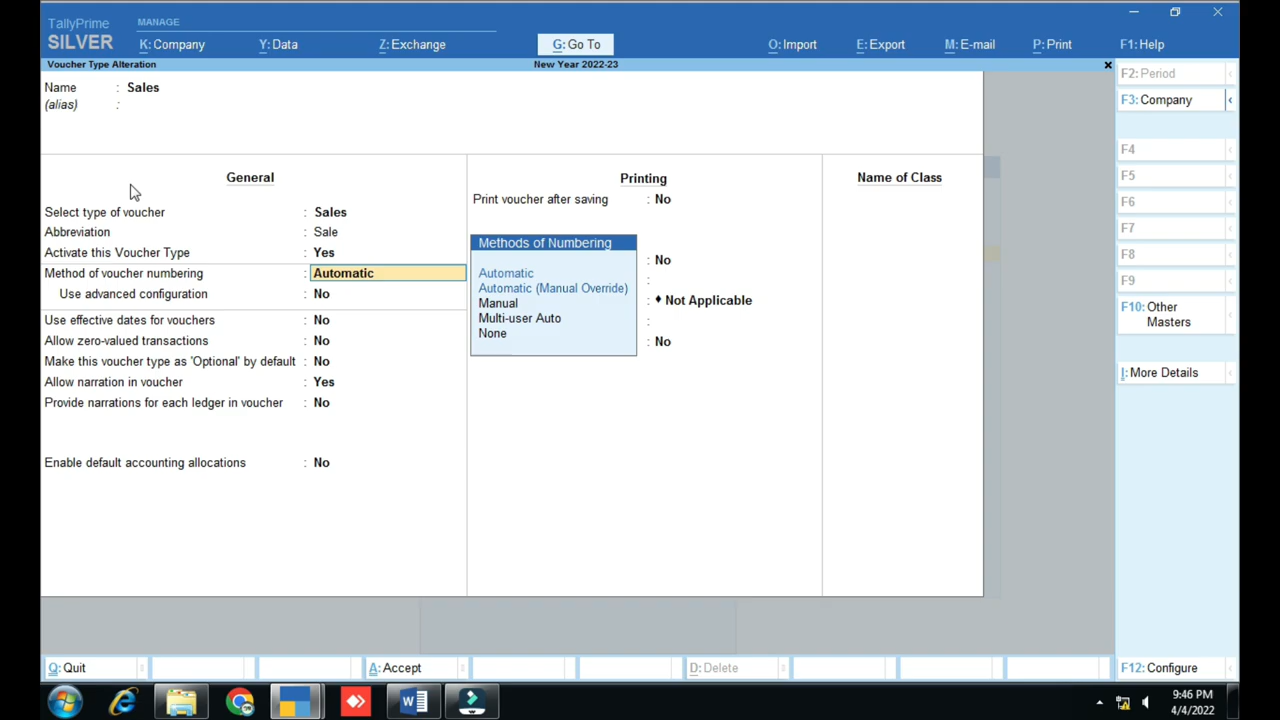 TallyPrime
MANAGE
SILVER
K: Company
Y: Data
Z: Exchange
G: Go To
O: Import
E: Export
M: E-mail
P: Print
F1: Help
Voucher Type Alteration
New Year 2022-23
Name : Sales
(alias) :
General
Select type of voucher : Sales
Abbreviation : Sale
Activate this Voucher Type : Yes
Method of voucher numbering : Automatic
Use advanced configuration : No
Use effective dates for vouchers : No
Allow zero-valued transactions : No
Make this voucher type as 'Optional' by default : No
Allow narration in voucher : Yes
Provide narrations for each ledger in voucher : No
Enable default accounting allocations : No
Printing
Print voucher after saving : No
: No
:
: ♦ Not Applicable
:
: No
Methods of Numbering
Automatic
Automatic (Manual Override)
Manual
Multi-user Auto
None
Name of Class
F2: Period
F3: Company
F4
F5
F6
F7
F8
F9
F10: Other
Masters
I: More Details
Q: Quit
A: Accept
D: Delete
F12: Configure
9:46 PM
4/4/2022